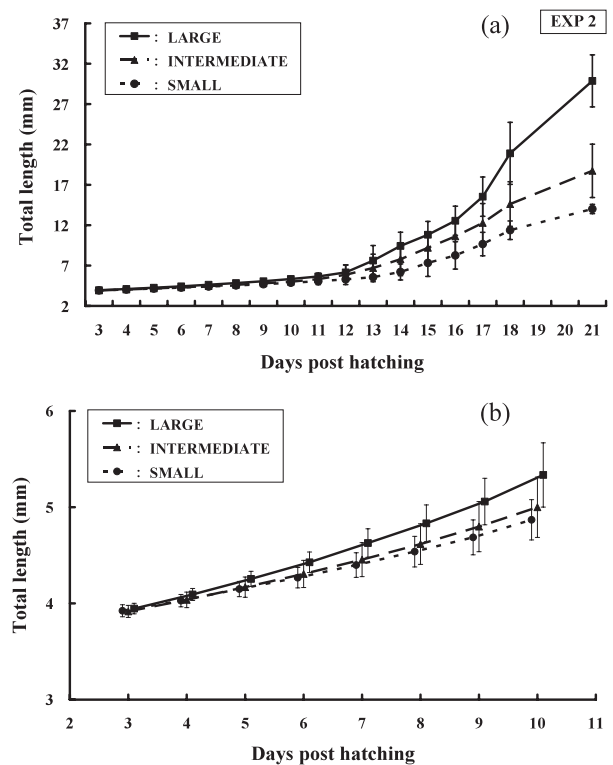 (a)
EXP 2
: LARGE
: INTERMEDIATE
: SMALL
Total length (mm)
37
32
27
22
17
12
7
2
3 4 5 6 7 8 9 10 11 12 13 14 15 16 17 18 19 20 21
Days post hatching
(b)
: LARGE
: INTERMEDIATE
: SMALL
Total length (mm)
6
5
4
3
2 3 4 5 6 7 8 9 10 11
Days post hatching